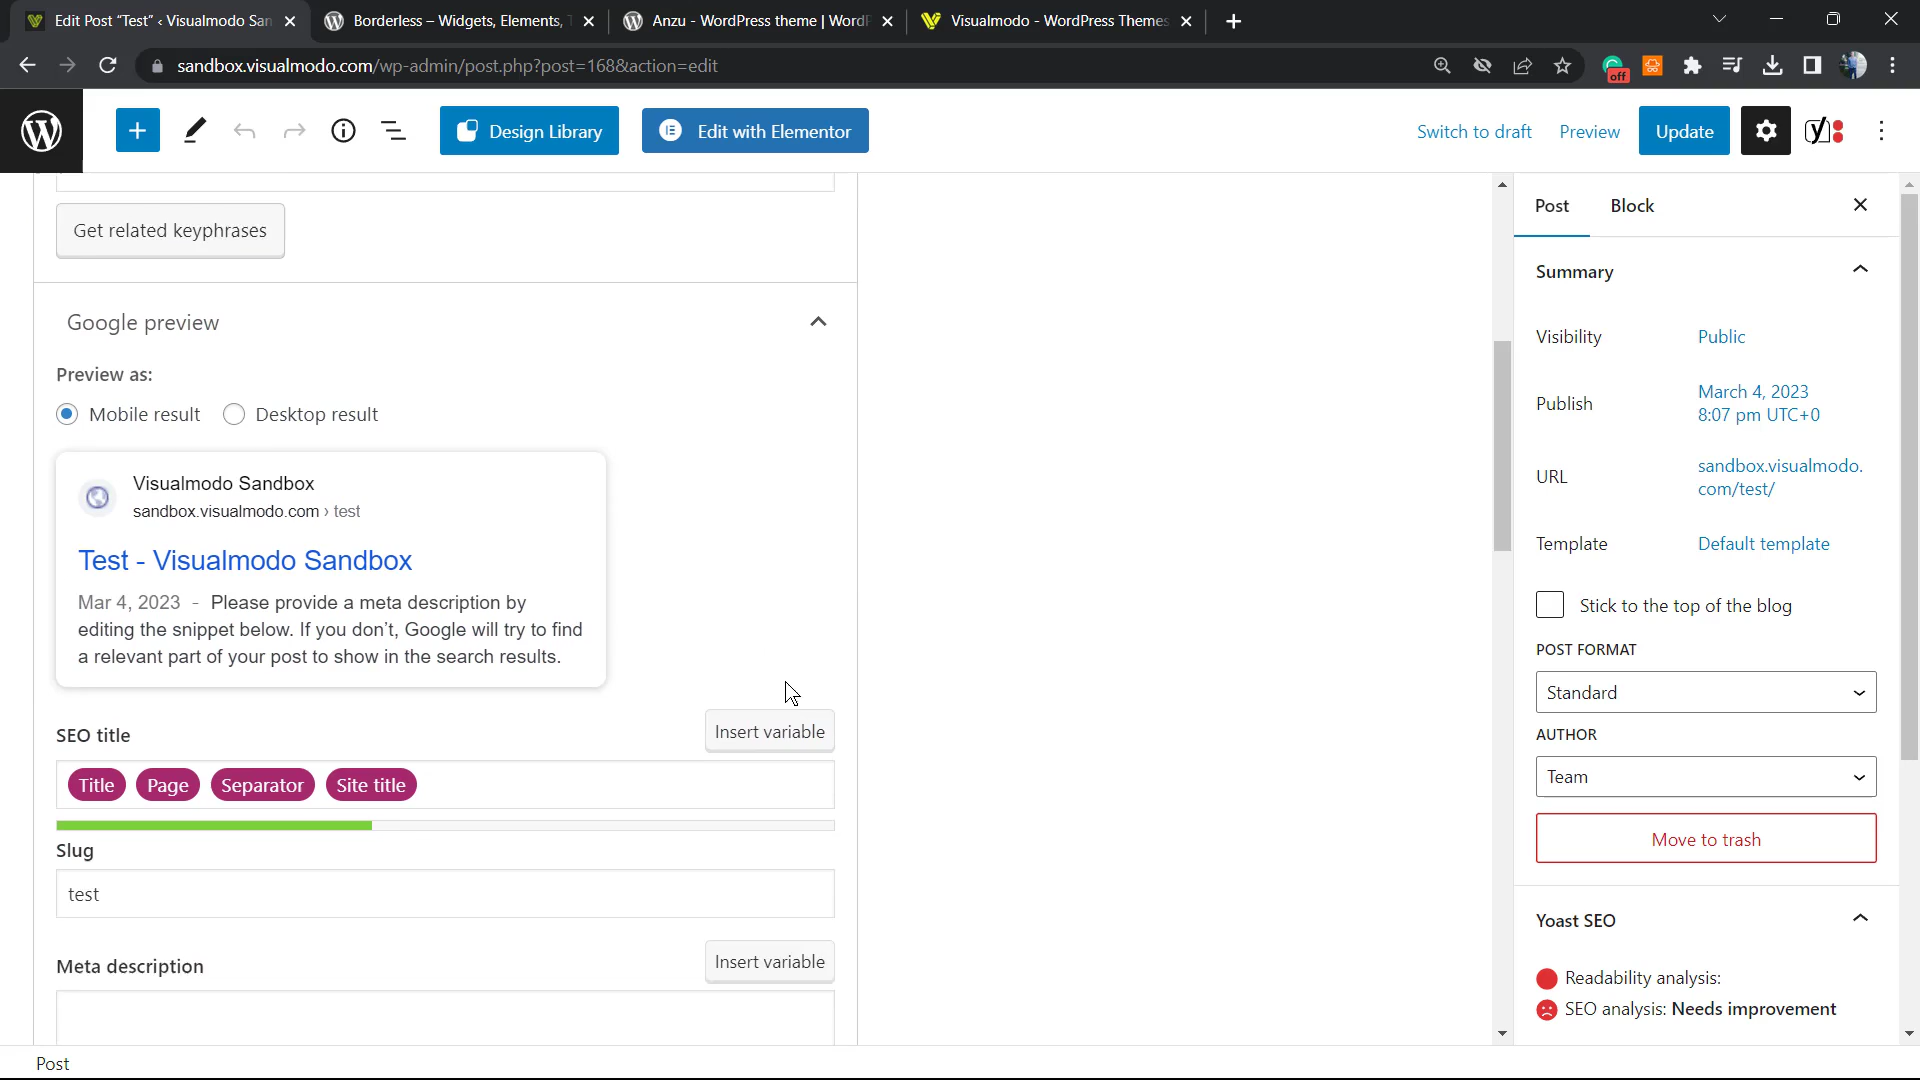 Edit Post “Test” ‹ Visualmodo San
Borderless – Widgets, Elements, T
Anzu - WordPress theme | WordP
Visualmodo - WordPress Themes
sandbox.visualmodo.com/wp-admin/post.php?post=168&action=edit
off
Design Library
Edit with Elementor
Switch to draft
Preview
Update
Get related keyphrases
Google preview
Preview as:
Mobile result
Desktop result
Visualmodo Sandbox
sandbox.visualmodo.com › test
Test - Visualmodo Sandbox
Mar 4, 2023 - Please provide a meta description by
editing the snippet below. If you don’t, Google will try to find
a relevant part of your post to show in the search results.
SEO title
Insert variable
Title
Page
Separator
Site title
Slug
test
Meta description
Insert variable
Post
Post
Block
Summary
Visibility
Public
Publish
March 4, 2023
8:07 pm UTC+0
URL
sandbox.visualmodo.
com/test/
Template
Default template
Stick to the top of the blog
POST FORMAT
Standard
AUTHOR
Team
Move to trash
Yoast SEO
Readability analysis:
SEO analysis: Needs improvement